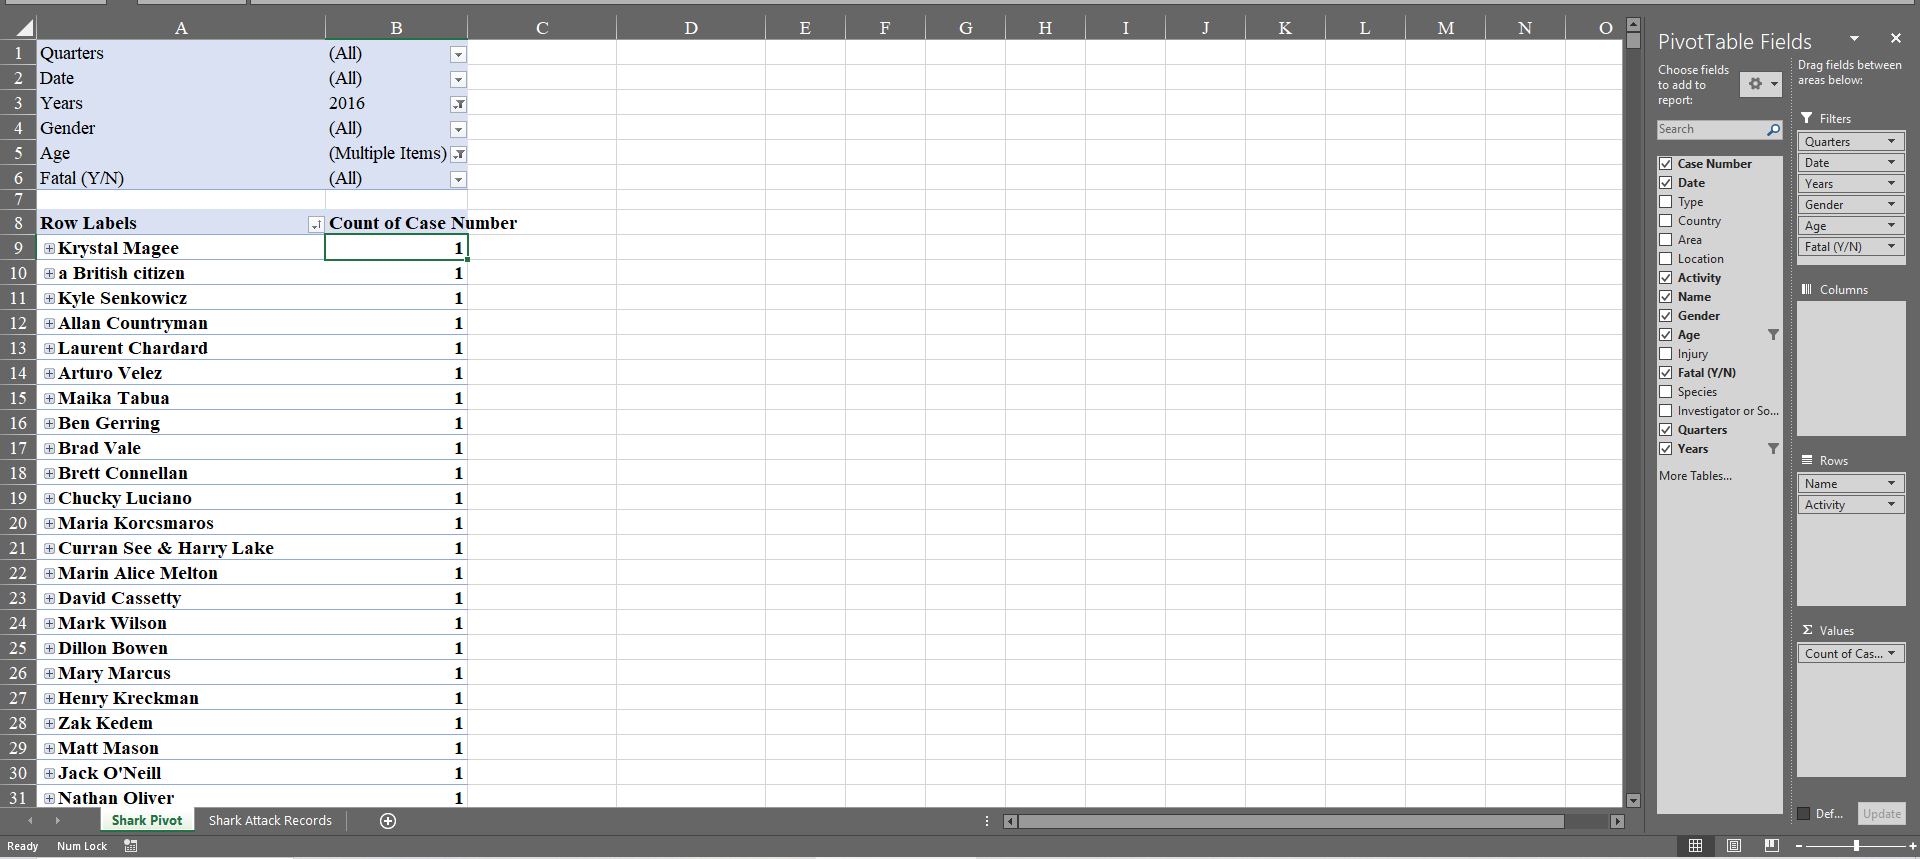 A B C D E F G H I J K L M N O
1 Quarters (All)
2 Date (All)
3 Years 2016
4 Gender (All)
5 Age (Multiple Items)
6 Fatal (Y/N) (All)
7
8 Row Labels Count of Case Number
9 Krystal Magee 1
10 a British citizen 1
11 Kyle Senkowicz 1
12 Allan Countryman 1
13 Laurent Chardard 1
14 Arturo Velez 1
15 Maika Tabua 1
16 Ben Gerring 1
17 Brad Vale 1
18 Brett Connellan 1
19 Chucky Luciano 1
20 Maria Korcsmaros 1
21 Curran See & Harry Lake 1
22 Marin Alice Melton 1
23 David Cassetty 1
24 Mark Wilson 1
25 Dillon Bowen 1
26 Mary Marcus 1
27 Henry Kreckman 1
28 Zak Kedem 1
29 Matt Mason 1
30 Jack O'Neill 1
31 Nathan Oliver 1
Shark Pivot Shark Attack Records
Ready Num Lock
PivotTable Fields
Choose fields
to add to
report:
Search
Case Number
Date
Type
Country
Area
Location
Activity
Name
Gender
Age
Injury
Fatal (Y/N)
Species
Investigator or So...
Quarters
Years
More Tables...
Drag fields between
areas below:
Filters
Quarters
Date
Years
Gender
Age
Fatal (Y/N)
Columns
Rows
Name
Activity
Σ Values
Count of Cas...
Def... Update